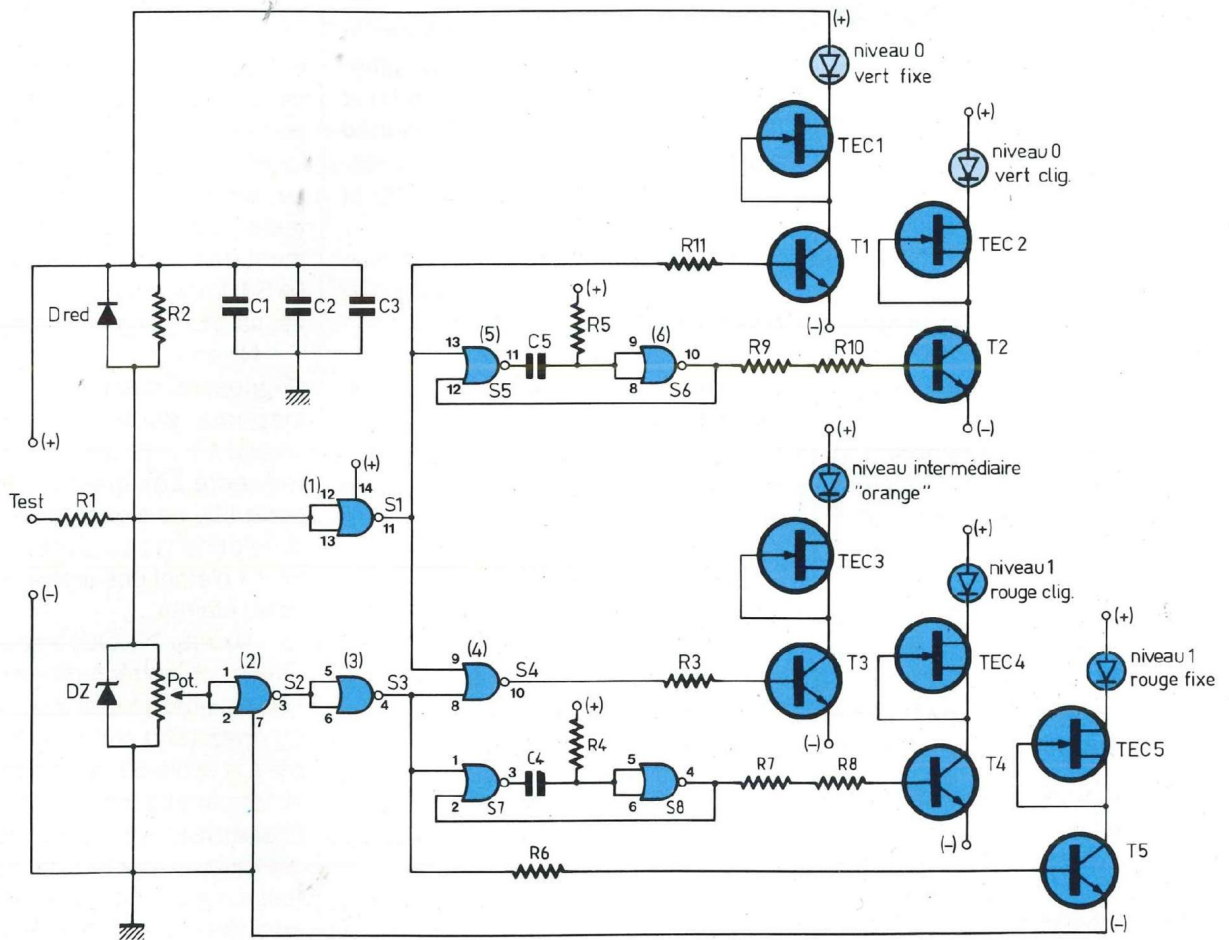 (+)
niveau 0
vert fixe
TEC1
(+)
niveau 0
vert clig.
TEC 2
R11
T1
(-)
D red
R2
C1
C2
C3
(+)
R5
(5)
13
11
C5
12
S5
(6)
9
10
8
S6
R9
R10
T2
(-)
(+)
Test
R1
(+)
(1)
12
14
S1
13
11
(+)
niveau intermédiaire
"orange"
TEC3
(+)
niveau 1
rouge clig.
TEC4
(+)
niveau 1
rouge fixe
TEC5
(-)
DZ
Pot.
1
(2)
S2
2
7
3
5
(3)
S3
6
4
9
(4)
S4
8
10
R3
T3
(-)
(+)
R4
1
3
C4
2
S7
5
4
6
S8
R7
R8
T4
(-)
R6
T5
(-)